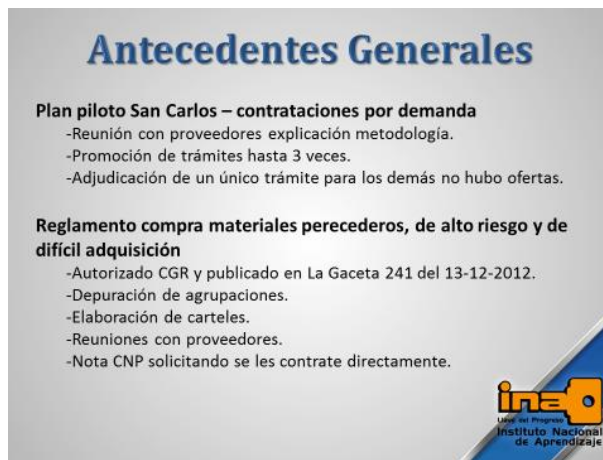 Antecedentes Generales
Plan piloto San Carlos – contrataciones por demanda
-Reunión con proveedores explicación metodología.
-Promoción de trámites hasta 3 veces.
-Adjudicación de un único trámite para los demás no hubo ofertas.
Reglamento compra materiales perecederos, de alto riesgo y de
difícil adquisición
-Autorizado CGR y publicado en La Gaceta 241 del 13-12-2012.
-Depuración de agrupaciones.
-Elaboración de carteles.
-Reuniones con proveedores.
-Nota CNP solicitando se les contrate directamente.
ina
Llave del Progreso
Instituto Nacional
de Aprendizaje